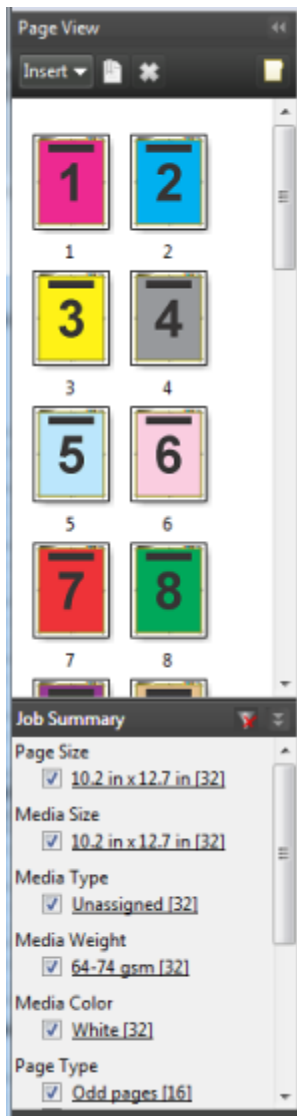 Page View
Insert
1 2
1 2
3 4
3 4
5 6
5 6
7 8
7 8
Job Summary
Page Size
10.2 in x 12.7 in [32]
Media Size
10.2 in x 12.7 in [32]
Media Type
Unassigned [32]
Media Weight
64-74 gsm [32]
Media Color
White [32]
Page Type
Odd pages [16]